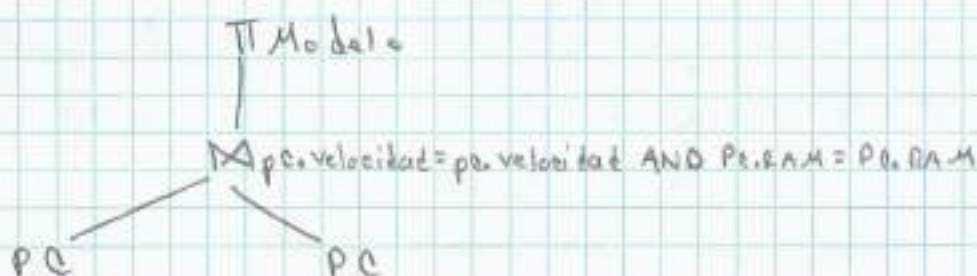 π Modelo
⋈ pc.velocidad = pc.velocidad AND PC.RAM = PC.RAM
PC PC